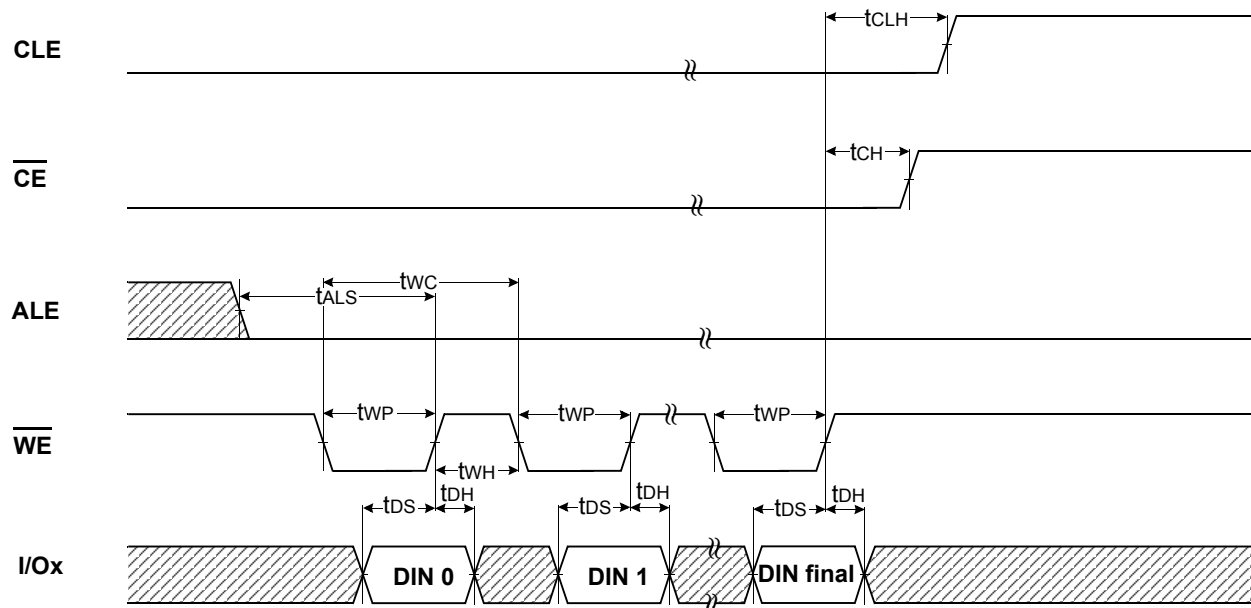 CLE
tCLH
CE
tCH
ALE
tWC
tALS
WE
tWP
tWP
tWP
tWH
tDS
tDH
tDS
tDH
tDS
tDH
I/Ox
DIN 0
DIN 1
DIN final